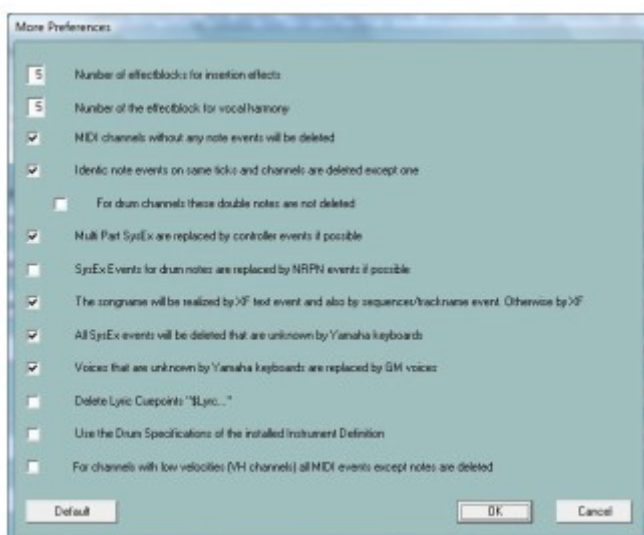 More Preferences
5 Number of effectblocks for insertion effects
5 Number of the effectblock for vocal harmony
MIDI channels without any note events will be deleted
Identic note events on same ticks and channels are deleted except one
For drum channels these double notes are not deleted
Multi Part SysEx are replaced by controller events if possible
SysEx Events for drum notes are replaced by NRPN events if possible
The songname will be realized by XF text event and also by sequencer/trackname event. Otherwise by XF
All SysEx events will be deleted that are unknown by Yamaha keyboards
Voices that are unknown by Yamaha keyboards are replaced by GM voices
Delete Lyric Cuepoints "$Lyric..."
Use the Drum Specifications of the installed Instrument Definition
For channels with low velocities (VH channels) all MIDI events except notes are deleted
Default OK Cancel